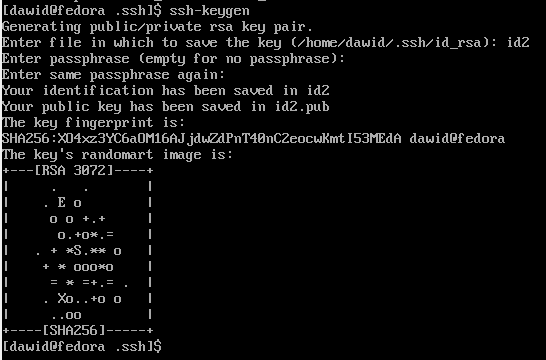 [dawid@fedora .ssh]$ ssh-keygen
Generating public/private rsa key pair.
Enter file in which to save the key (/home/dawid/.ssh/id_rsa): id2
Enter passphrase (empty for no passphrase):
Enter same passphrase again:
Your identification has been saved in id2
Your public key has been saved in id2.pub
The key fingerprint is:
SHA256:XO4xz3YC6aOM16AJjdwZdPnT40nC2eocwKmtI53MEdA dawid@fedora
The key's randomart image is:
+---[RSA 3072]----+
|      .   .      |
|     . E o       |
|      o o +.+    |
|       o.+o*.=   |
|    . + *S.** o  |
|     + * ooo*o   |
|      = * =+.= . |
|     . Xo..+o o  |
|      ..oo       |
+----[SHA256]-----+
[dawid@fedora .ssh]$